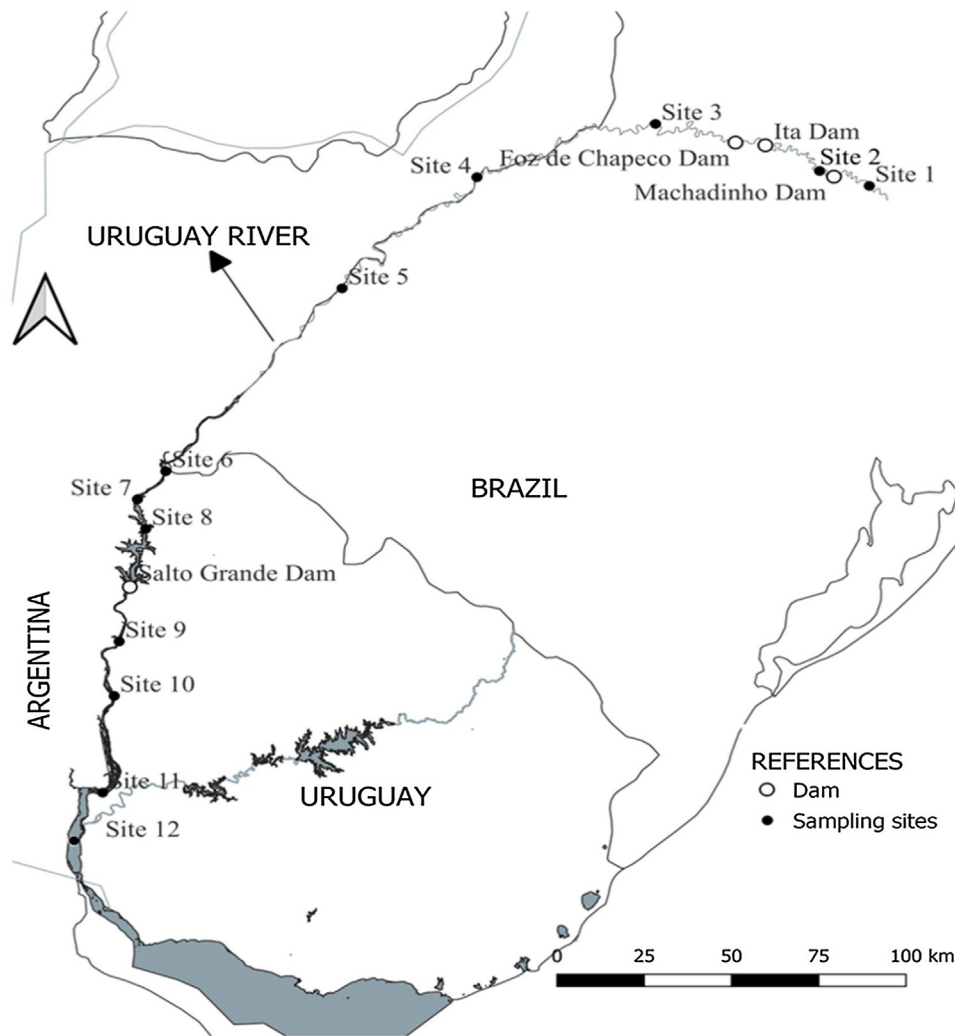 Site 3
Ita Dam
Foz de Chapeco Dam
Site 2
Site 4
Site 1
Machadinho Dam
URUGUAY RIVER
Site 5
Site 6
Site 7
BRAZIL
Site 8
Salto Grande Dam
ARGENTINA
Site 9
Site 10
REFERENCES
Site 11
Dam
URUGUAY
Sampling sites
Site 12
0 25 50 75 100 km